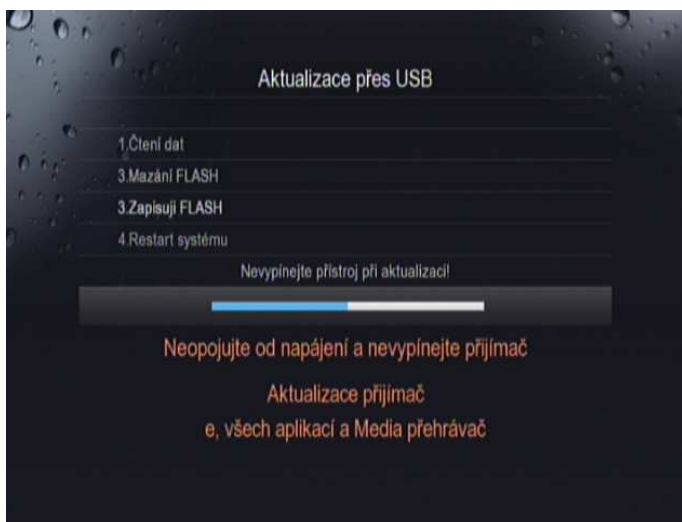 Aktualizace přes USB
1.Čtení dat
3.Mazání FLASH
3.Zapisuji FLASH
4.Restart systému
Nevypínejte přístroj při aktualizaci!
Neopojujte od napájení a nevypínejte přijímač
Aktualizace přijímač
e, všech aplikací a Media přehrávač